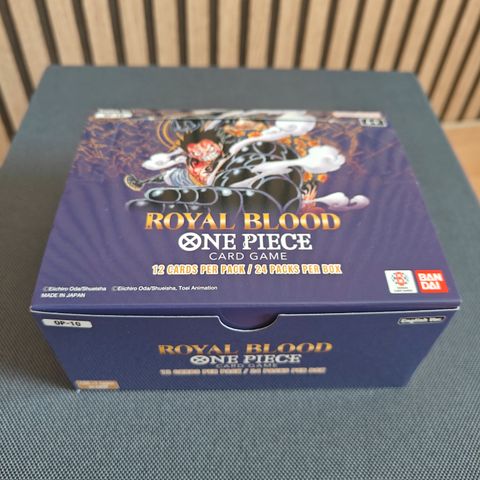 ROYAL BLOOD
ONE PIECE
CARD GAME
12 CARDS PER PACK / 24 PACKS PER BOX
©Eiichiro Oda/Shueisha ©Eiichiro Oda/Shueisha, Toei Animation
MADE IN JAPAN
BAN
DAI
OP-10
English Ver.
ROYAL BLOOD
ONE PIECE
CARD GAME
12 CARDS PER PACK / 24 PACKS PER BOX